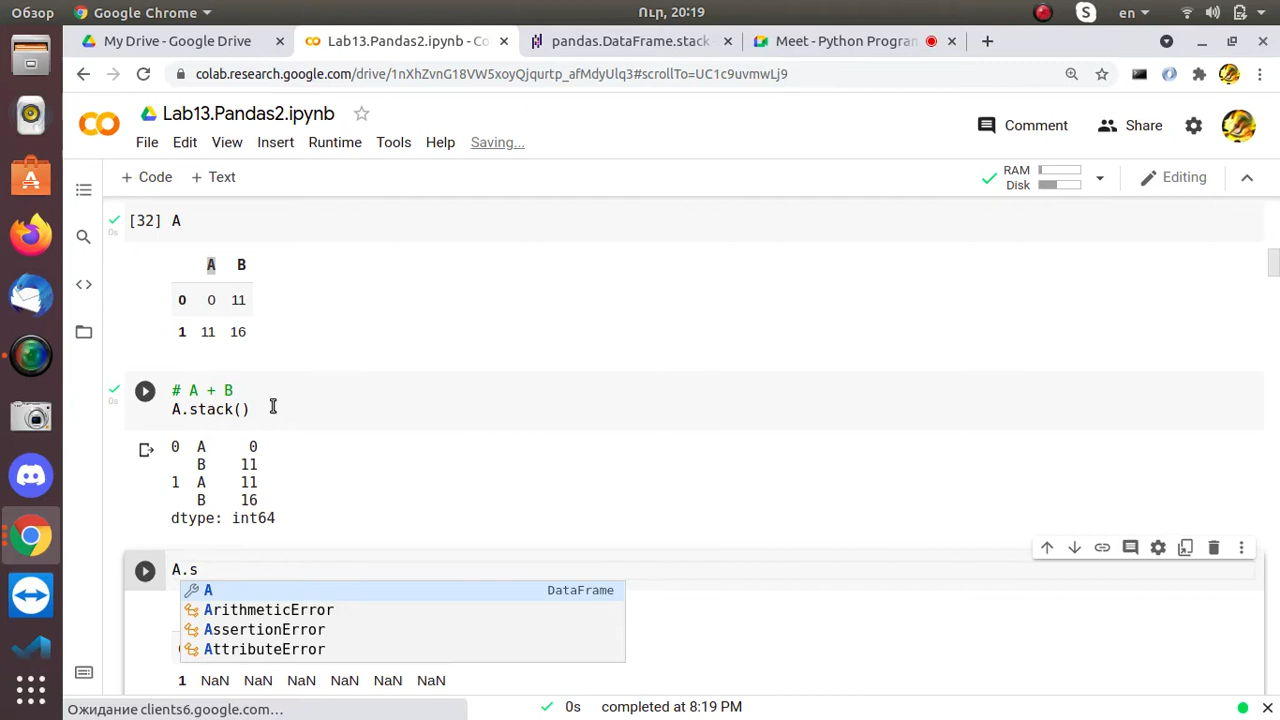 Обзор
Google Chrome
Ուր, 20:19
en
My Drive - Google Drive
Lab13.Pandas2.ipynb - Co
pandas.DataFrame.stack -
Meet - Python Program
colab.research.google.com/drive/1nXhZvnG18VW5xoyQjqurtp_afMdyUlq3#scrollTo=UC1c9uvmwLj9
Lab13.Pandas2.ipynb
Comment
Share
File Edit View Insert Runtime Tools Help Saving...
+ Code + Text
RAM
Disk
Editing
[32] A
0s
A B
0 0 11
1 11 16
# A + B
0s
A.stack()
0 A 0
B 11
1 A 11
B 16
dtype: int64
A.s
A DataFrame
ArithmeticError
AssertionError
AttributeError
1 NaN NaN NaN NaN NaN NaN
Ожидание clients6.google.com...
0s completed at 8:19 PM